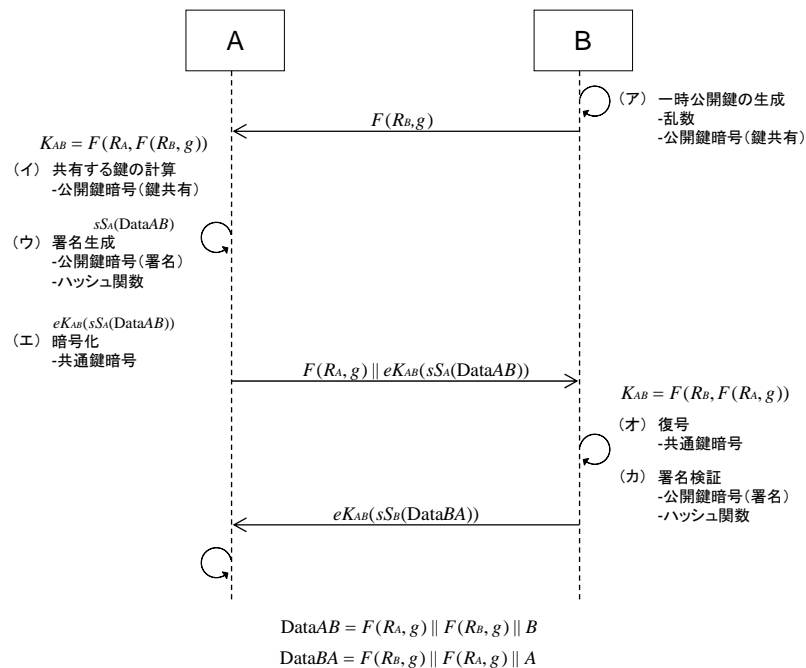 A
B
(ア) 一時公開鍵の生成
-乱数
-公開鍵暗号(鍵共有)
F(RB,g)
KAB = F(RA, F(RB, g))
(イ) 共有する鍵の計算
-公開鍵暗号(鍵共有)
sSA(DataAB)
(ウ) 署名生成
-公開鍵暗号(署名)
-ハッシュ関数
eKAB(sSA(DataAB))
(エ) 暗号化
-共通鍵暗号
F(RA, g) || eKAB(sSA(DataAB))
KAB = F(RB, F(RA, g))
(オ) 復号
-共通鍵暗号
(カ) 署名検証
-公開鍵暗号(署名)
-ハッシュ関数
eKAB(sSB(DataBA))
DataAB = F(RA, g) || F(RB, g) || B
DataBA = F(RB, g) || F(RA, g) || A